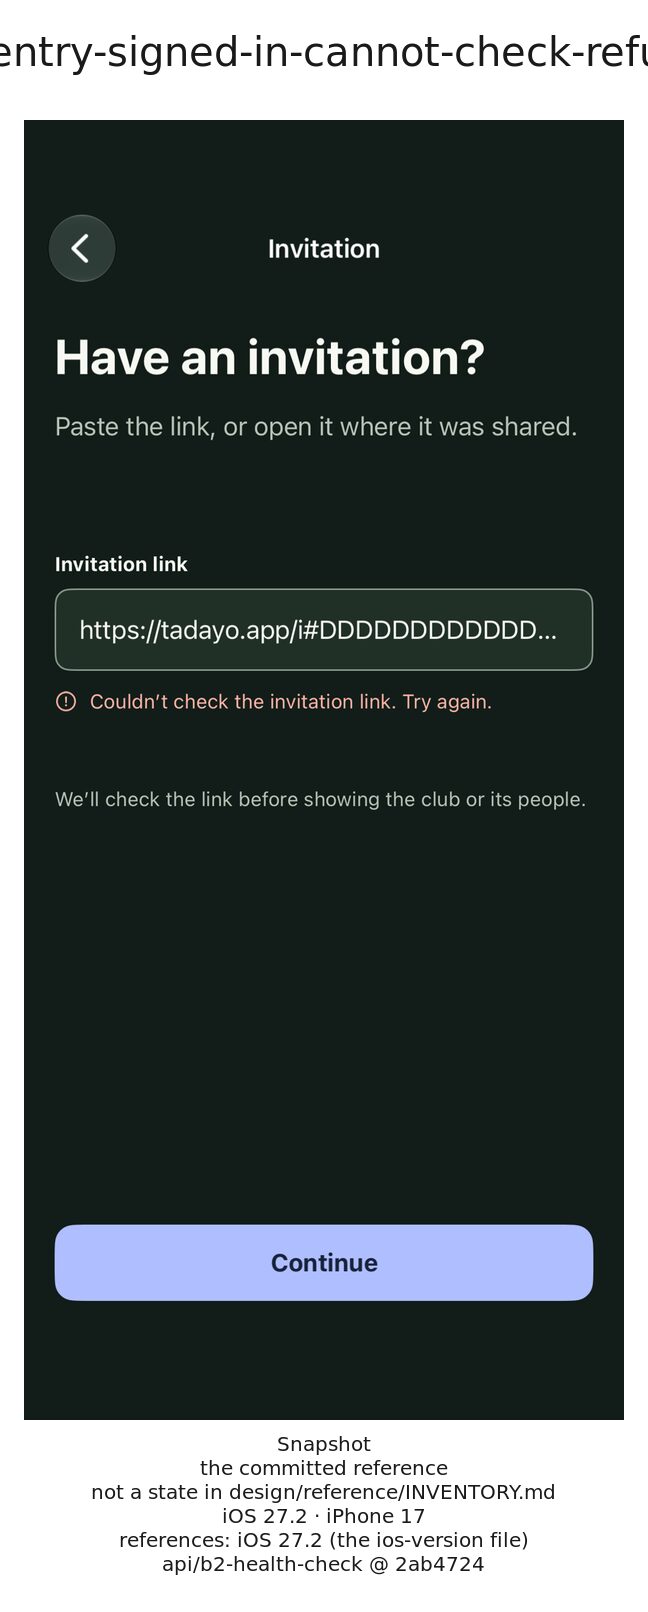 entry-signed-in-cannot-check-refu
Invitation
Have an invitation?
Paste the link, or open it where it was shared.
Invitation link
https://tadayo.app/i#DDDDDDDDDDDD...
Couldn’t check the invitation link. Try again.
We’ll check the link before showing the club or its people.
Continue
Snapshot
the committed reference
not a state in design/reference/INVENTORY.md
iOS 27.2 · iPhone 17
references: iOS 27.2 (the ios-version file)
api/b2-health-check @ 2ab4724